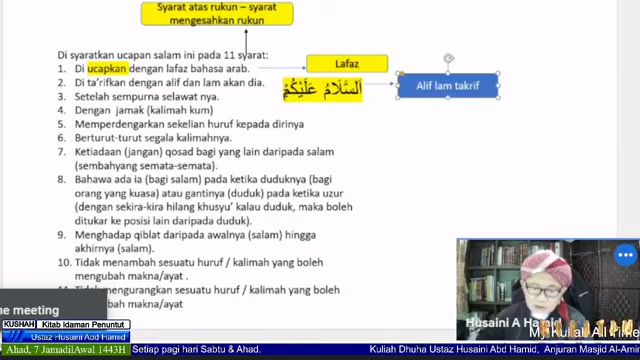 Syarat atas rukun – syarat
mengesahkan rukun
Di syaratkan ucapan salam ini pada 11 syarat:
1. Di ucapkan dengan lafaz bahasa arab.
Lafaz
2. Di ta'rifkan dengan alif dan lam akan dia.
اَلسَّلَامُ عَلَيْكُمْ
Alif lam takrif
3. Setelah sempurna selawat nya.
4. Dengan jamak (kalimah kum)
5. Memperdengarkan sekelian huruf kepada dirinya
6. Berturut-turut segala kalimahnya.
7. Ketiadaan (jangan) qosad bagi yang lain daripada salam
(sembahyang semata-semata).
8. Bahawa ada ia (bagi salam) pada ketika duduknya (bagi
orang yang kuasa) atau gantinya (duduk) pada ketika uzur
(dengan sekira-kira hilang khusyu' kalau duduk, maka boleh
ditukar ke posisi lain daripada duduk).
9. Menghadap qiblat daripada awalnya (salam) hingga
akhirnya (salam).
10. Tidak menambah sesuatu huruf / kalimah yang boleh
mengubah makna/ayat .
11. Tidak mengurangkan sesuatu huruf / kalimah yang boleh
ubah makna/ayat
ne meeting
Husaini A Hamid
KUSHAH Kitab Idaman Penuntut
Ustaz Husaini Abd Hamid
Ahad, 7 JamadilAwal 1443H
Setiap pagi hari Sabtu & Ahad.
Kuliah Dhuha Ustaz Husaini Abd Hamid, Anjuran Masjid Al-Amir